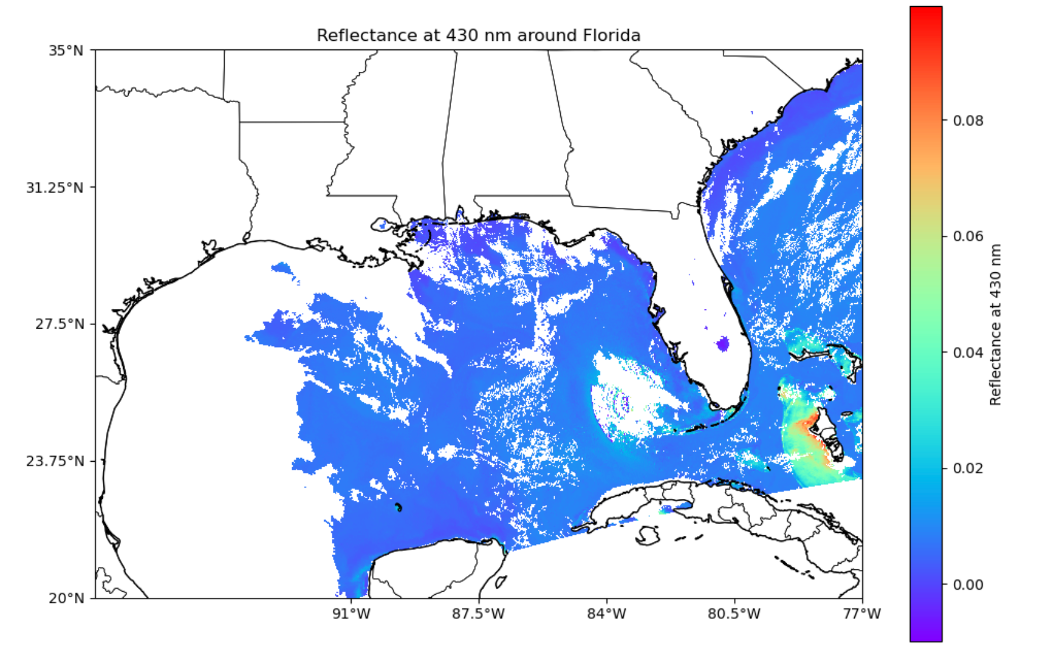 Reflectance at 430 nm around Florida
35°N
31.25°N
27.5°N
23.75°N
20°N
91°W
87.5°W
84°W
80.5°W
77°W
0.08
0.06
0.04
0.02
0.00
Reflectance at 430 nm